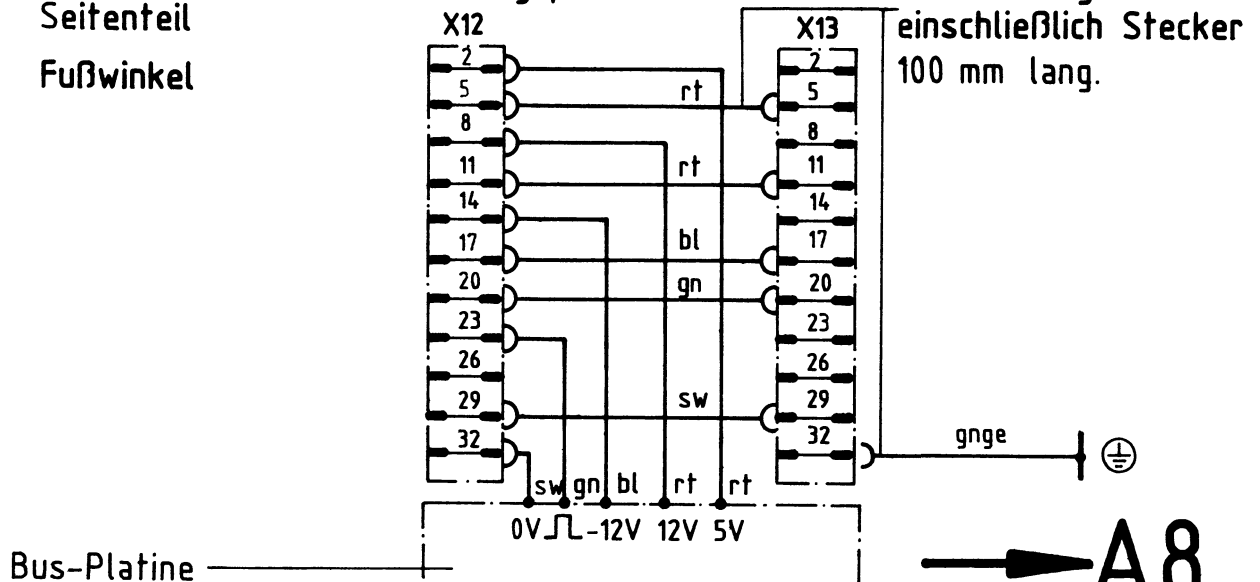 Seitenteil
Fußwinkel
einschließlich Stecker
100 mm lang.
X12
X13
2
2
5
rt
5
8
8
11
rt
11
14
14
17
bl
17
20
gn
20
23
23
26
26
29
sw
29
32
32
gnge
sw gn bl rt rt
0V -12V 12V 5V
Bus-Platine
A8